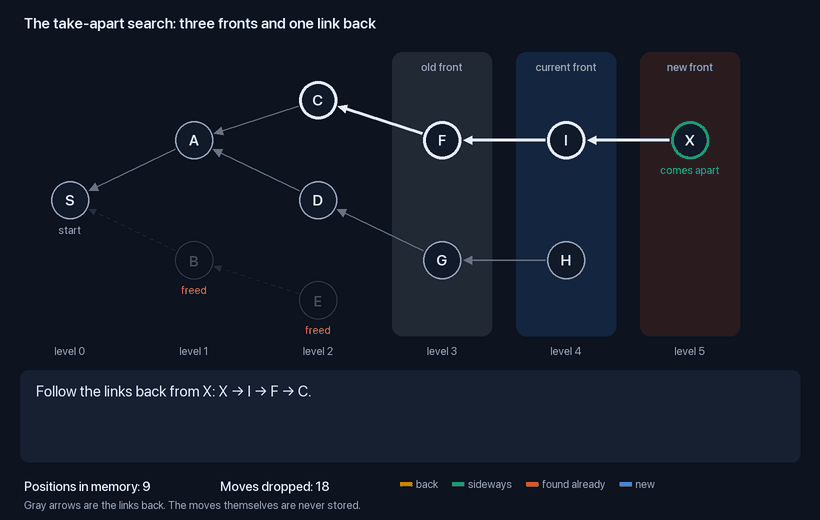 The take-apart search: three fronts and one link back
old front
current front
new front
C
A
F
I
X
comes apart
S
start
D
B
freed
G
H
E
freed
level 0
level 1
level 2
level 3
level 4
level 5
Follow the links back from X: X → I → F → C.
Positions in memory: 9
Moves dropped: 18
back
sideways
found already
new
Gray arrows are the links back. The moves themselves are never stored.